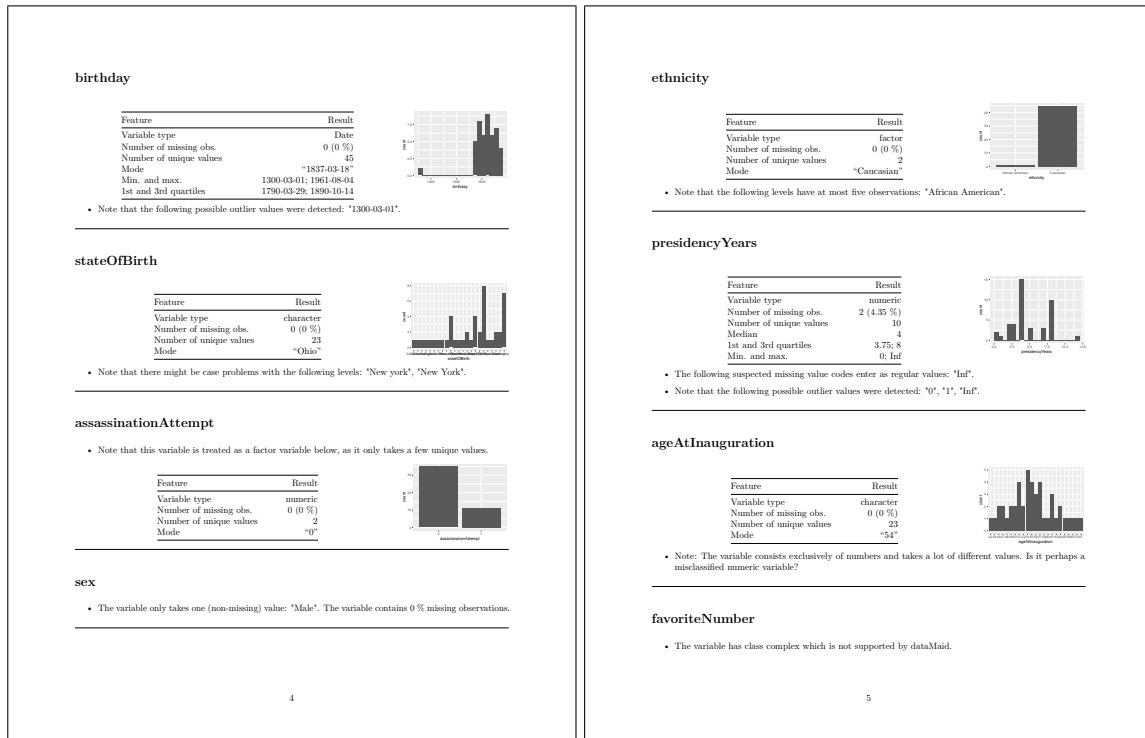 birthday
Feature Result
Variable type Date
Number of missing obs. 0 (0 %)
Number of unique values 45
Mode “1837-03-18”
Min. and max. 1300-03-01; 1961-08-04
1st and 3rd quartiles 1790-03-29; 1890-10-14
birthday
• Note that the following possible outlier values were detected: "1300-03-01".
stateOfBirth
Feature Result
Variable type character
Number of missing obs. 0 (0 %)
Number of unique values 23
Mode “Ohio”
stateOfBirth
• Note that there might be case problems with the following levels: "New york", "New York".
assassinationAttempt
• Note that this variable is treated as a factor variable below, as it only takes a few unique values.
Feature Result
Variable type numeric
Number of missing obs. 0 (0 %)
Number of unique values 2
Mode “0”
assassinationAttempt
sex
• The variable only takes one (non-missing) value: "Male". The variable contains 0 % missing observations.
4
ethnicity
Feature Result
Variable type factor
Number of missing obs. 0 (0 %)
Number of unique values 2
Mode “Caucasian”
African American Caucasian
ethnicity
• Note that the following levels have at most five observations: "African American".
presidencyYears
Feature Result
Variable type numeric
Number of missing obs. 2 (4.35 %)
Number of unique values 10
Median 4
1st and 3rd quartiles 3.75; 8
Min. and max. 0; Inf
presidencyYears
• The following suspected missing value codes enter as regular values: "Inf".
• Note that the following possible outlier values were detected: "0", "1", "Inf".
ageAtInauguration
Feature Result
Variable type character
Number of missing obs. 0 (0 %)
Number of unique values 23
Mode “54”
ageAtInauguration
• Note: The variable consists exclusively of numbers and takes a lot of different values. Is it perhaps a
misclassified numeric variable?
favoriteNumber
• The variable has class complex which is not supported by dataMaid.
5